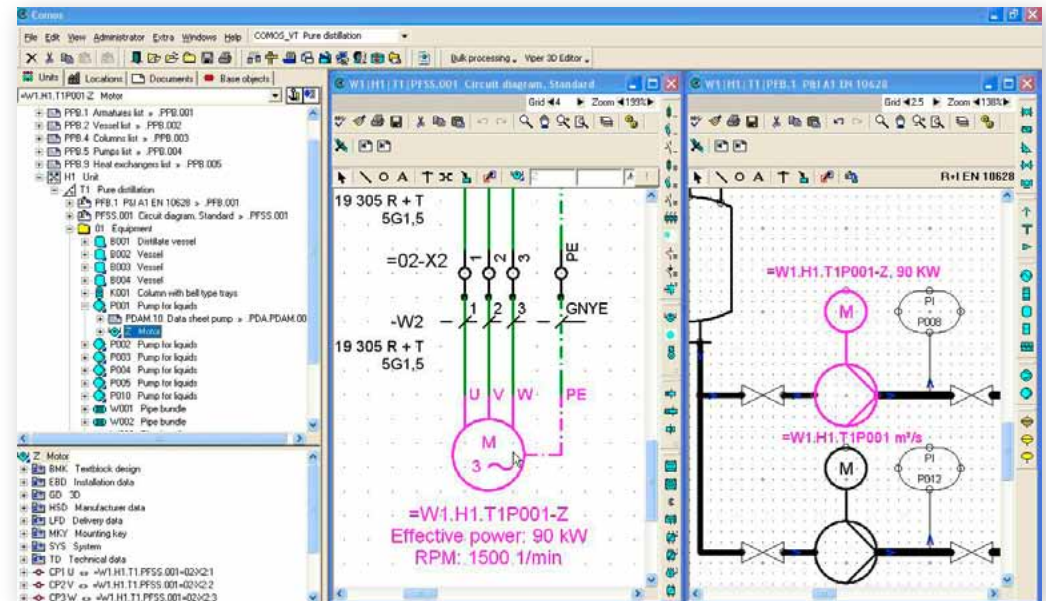 Comos
File Edit View Administrator Extra Windows Help COMOS_VT Pure distillation
Bulk processing Viper 3D Editor
Units Locations Documents Base objects
=W1.H1.T1P001-Z Motor
PPB.1 Armatures list » .PPB.001
PPB.2 Vessel list » .PPB.002
PPB.4 Columns list » .PPB.003
PPB.5 Pumps list » .PPB.004
PPB.9 Heat exchangers list » .PPB.005
H1 Unit
T1 Pure distillation
PFB.1 P&I A1 EN 10628 » .PFB.001
PFSS.001 Circuit diagram, Standard » .PFSS.001
01 Equipment
B001 Distillate vessel
B002 Vessel
B003 Vessel
B004 Vessel
K001 Column with bell type trays
P001 Pump for liquids
PDAM.10 Data sheet pump » .PDA.PDAM.00
Z Motor
P002 Pump for liquids
P003 Pump for liquids
P004 Pump for liquids
P005 Pump for liquids
P010 Pump for liquids
W001 Pipe bundle
W002 Pipe bundle
Z Motor
BMK Textblock design
EBD Installation data
GD 3D
HSD Manufacturer data
LFD Delivery data
MKY Mounting key
SYS System
TD Technical data
CP1 U «» =W1.H1.T1.PFSS.001=02-X2:1
CP2 V «» =W1.H1.T1.PFSS.001=02-X2:2
CP3 W «» =W1.H1.T1.PFSS.001=02-X2:3
W1|H1|T1|PFSS.001 Circuit diagram, Standard
Grid 4 Zoom 199%
19 305 R + T
5G1,5
=02-X2 1 2 3 PE
-W2 1 2 3 GNYE
19 305 R + T
5G1,5
U V W PE
M
3 ~
=W1.H1.T1P001-Z
Effective power: 90 kW
RPM: 1500 1/min
W1|H1|T1|PFB.1 P&I A1 EN 10628
Grid 2.5 Zoom 138%
R+I EN 10628
=W1.H1.T1P001-Z, 90 KW
M
PI
P008
=W1.H1.T1P001 m³/s
M
PI
P012